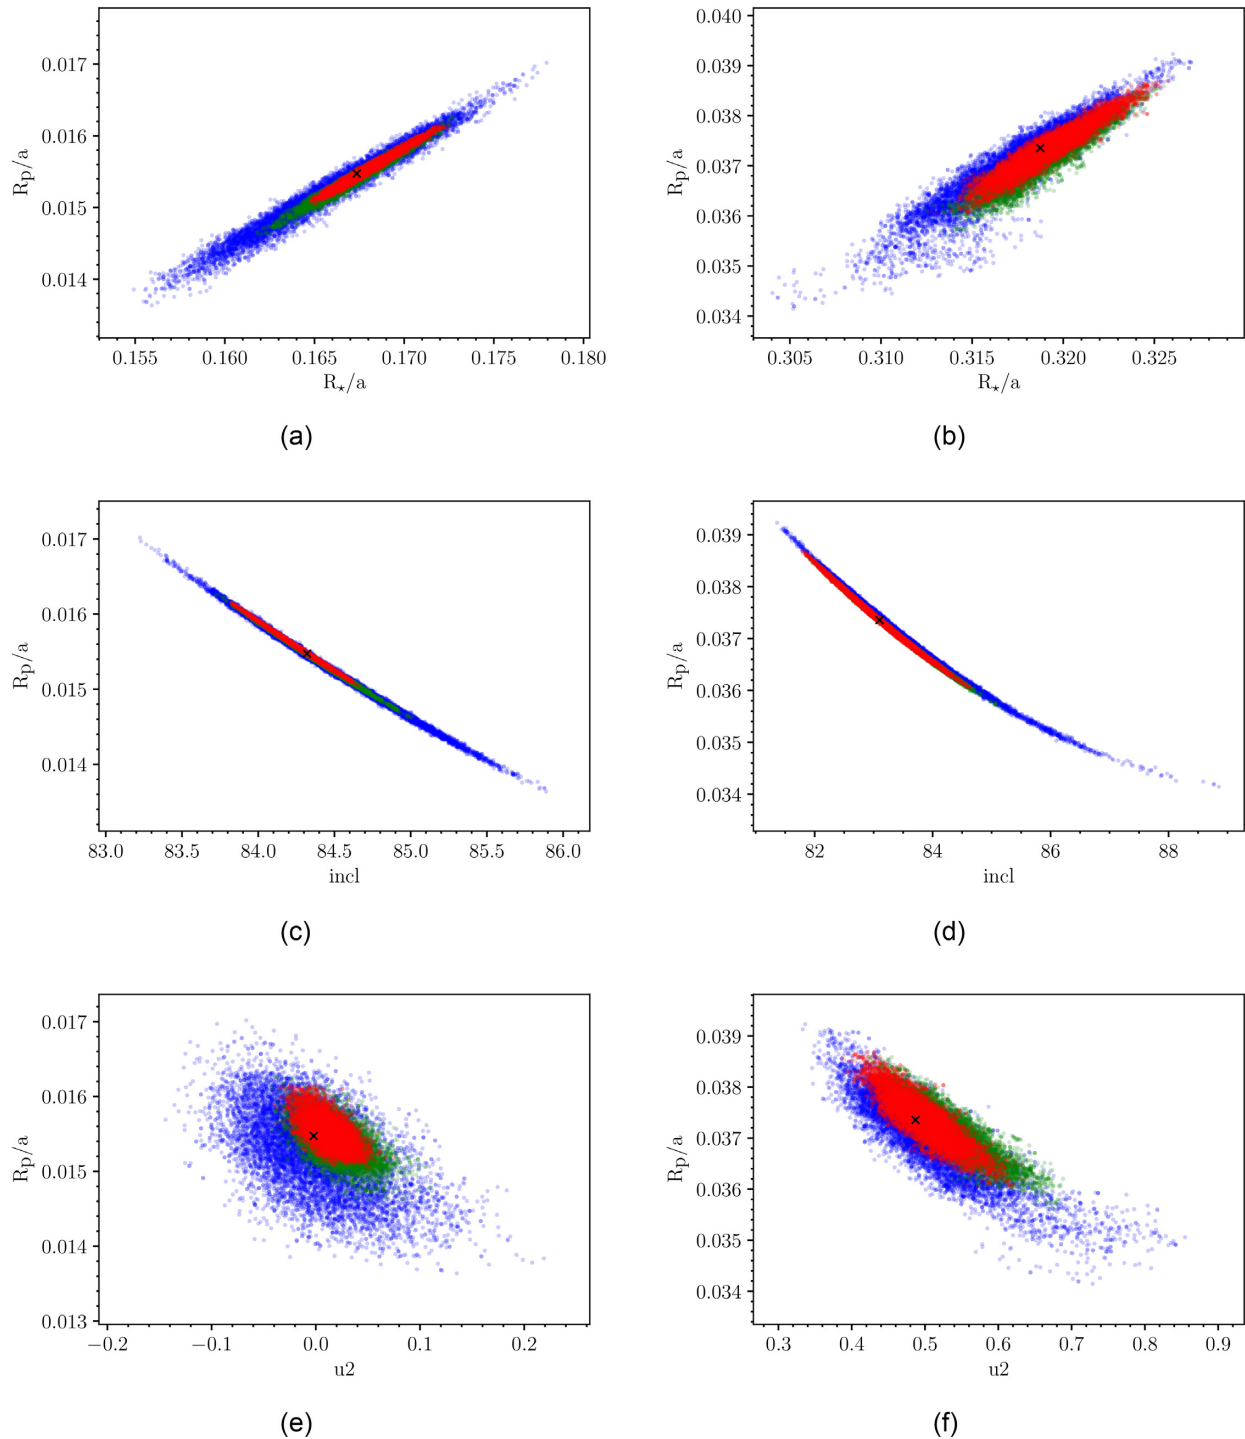 0.017
0.016
0.015
0.014
Rp/a
0.155 0.160 0.165 0.170 0.175 0.180
R⋆/a
(a)
0.040
0.039
0.038
0.037
0.036
0.035
0.034
Rp/a
0.305 0.310 0.315 0.320 0.325
R⋆/a
(b)
0.017
0.016
0.015
0.014
Rp/a
83.0 83.5 84.0 84.5 85.0 85.5 86.0
incl
(c)
0.039
0.038
0.037
0.036
0.035
0.034
Rp/a
82 84 86 88
incl
(d)
0.017
0.016
0.015
0.014
0.013
Rp/a
−0.2 −0.1 0.0 0.1 0.2
u2
(e)
0.039
0.038
0.037
0.036
0.035
0.034
Rp/a
0.3 0.4 0.5 0.6 0.7 0.8 0.9
u2
(f)